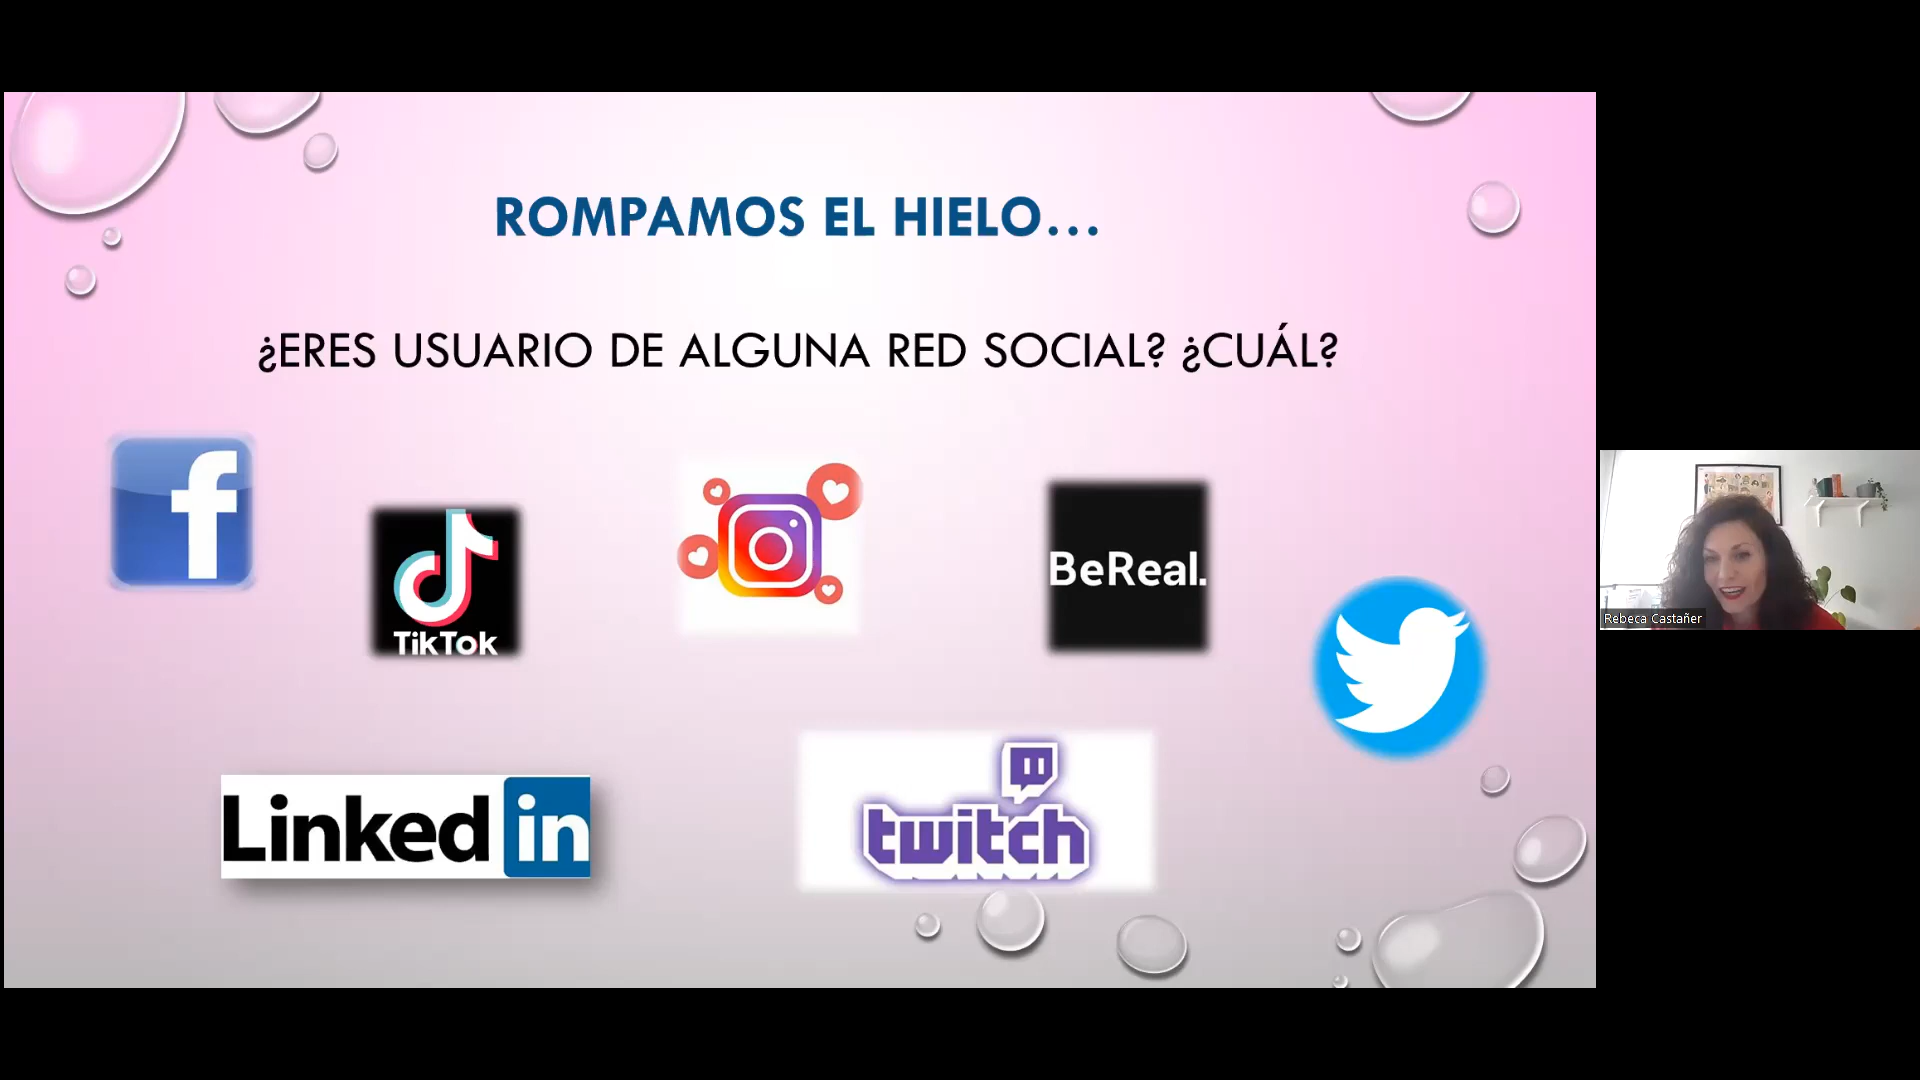 ROMPAMOS EL HIELO...
¿ERES USUARIO DE ALGUNA RED SOCIAL? ¿CUÁL?
f
TikTok
BeReal.
Linked in
twitch
Rebeca Castañer